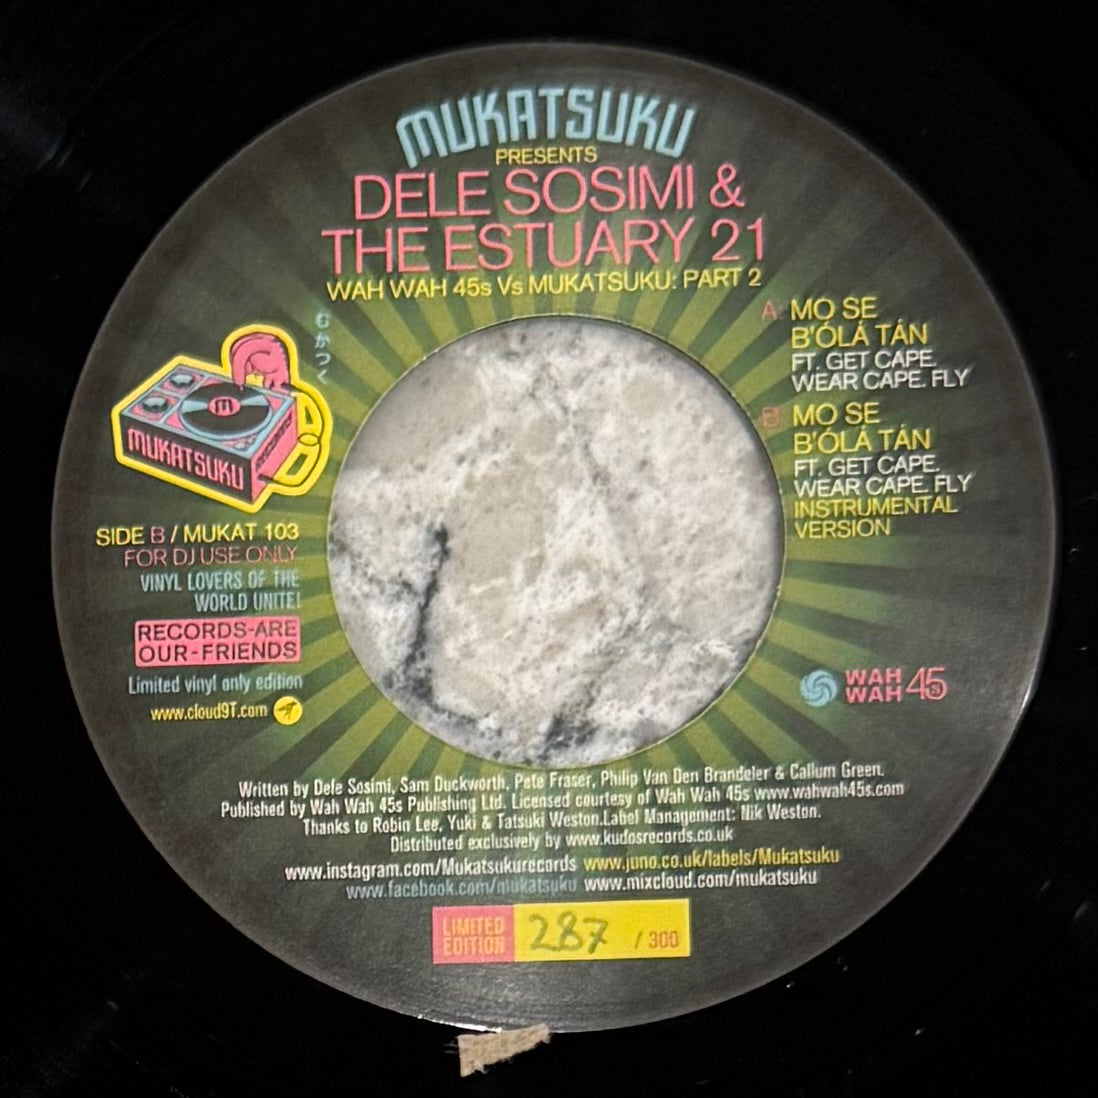 MUKATSUKU
PRESENTS
DELE SOSIMI &
THE ESTUARY 21
WAH WAH 45s Vs MUKATSUKU: PART 2
むかつく
M
MUKATSUKU
SIDE B / MUKAT 103
FOR DJ USE ONLY
VINYL LOVERS OF THE
WORLD UNITE!
RECORDS-ARE
OUR-FRIENDS
Limited vinyl only edition
www.cloud9T.com
A: MO SE
B'ÓLÁ TÁN
FT. GET CAPE.
WEAR CAPE. FLY
B: MO SE
B'ÓLÁ TÁN
FT. GET CAPE.
WEAR CAPE. FLY
INSTRUMENTAL
VERSION
WAH
WAH 45s
Written by Dele Sosimi, Sam Duckworth, Pete Fraser, Philip Van Den Brandeler & Callum Green.
Published by Wah Wah 45s Publishing Ltd. Licensed courtesy of Wah Wah 45s www.wahwah45s.com
Thanks to Robin Lee, Yuki & Tatsuki Weston.Label Management: Nik Weston.
Distributed exclusively by www.kudosrecords.co.uk
www.instagram.com/Mukatsukurecords www.juno.co.uk/labels/Mukatsuku
www.facebook.com/mukatsuku www.mixcloud.com/mukatsuku
LIMITED
EDITION 287 / 300